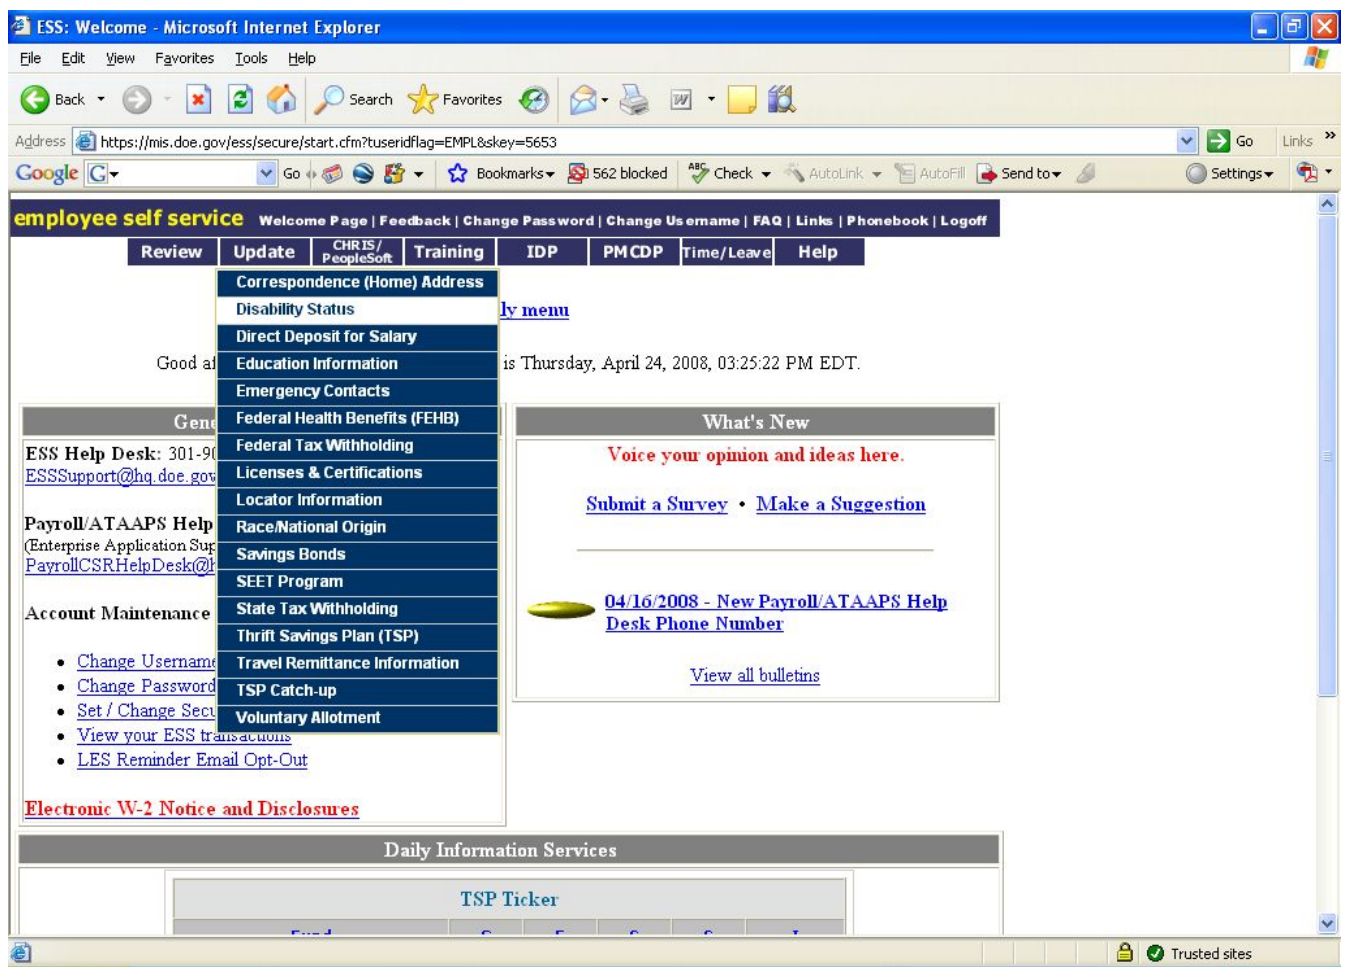 ESS: Welcome - Microsoft Internet Explorer
File Edit View Favorites Tools Help
Back Search Favorites
Address https://mis.doe.gov/ess/secure/start.cfm?tuseridflag=EMPL&skey=5653 Go Links »
Google G Go Bookmarks 562 blocked ABC Check AutoLink AutoFill Send to Settings
employee self service Welcome Page | Feedback | Change Password | Change Username | FAQ | Links | Phonebook | Logoff
Review Update CHRIS/ PeopleSoft Training IDP PMCDP Time/Leave Help
Correspondence (Home) Address
Disability Status
ly menu
Direct Deposit for Salary
Good af
Education Information
is Thursday, April 24, 2008, 03:25:22 PM EDT.
Emergency Contacts
Federal Health Benefits (FEHB)
Federal Tax Withholding
Licenses & Certifications
Locator Information
Race/National Origin
Savings Bonds
SEET Program
State Tax Withholding
Thrift Savings Plan (TSP)
Travel Remittance Information
TSP Catch-up
Voluntary Allotment
Gene
ESS Help Desk: 301-90
ESSSupport@hq.doe.gov
Payroll/ATAAPS Help
(Enterprise Application Sup
PayrollCSRHelpDesk@h
Account Maintenance
• Change Username
• Change Password
• Set / Change Secu
• View your ESS transactions
• LES Reminder Email Opt-Out
Electronic W-2 Notice and Disclosures
What's New
Voice your opinion and ideas here.
Submit a Survey • Make a Suggestion
04/16/2008 - New Payroll/ATAAPS Help
Desk Phone Number
View all bulletins
Daily Information Services
TSP Ticker
Trusted sites